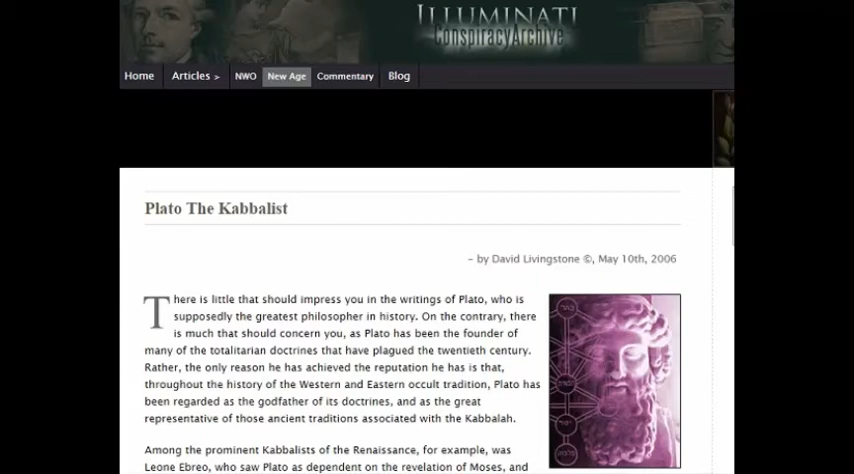 ILLUMINATI
ConspiracyArchive
Home Articles > NWO New Age Commentary Blog
Plato The Kabbalist
– by David Livingstone ©, May 10th, 2006
There is little that should impress you in the writings of Plato, who is
supposedly the greatest philosopher in history. On the contrary, there
is much that should concern you, as Plato has been the founder of
many of the totalitarian doctrines that have plagued the twentieth century.
Rather, the only reason he has achieved the reputation he has is that,
throughout the history of the Western and Eastern occult tradition, Plato has
been regarded as the godfather of its doctrines, and as the great
representative of those ancient traditions associated with the Kabbalah.
Among the prominent Kabbalists of the Renaissance, for example, was
Leone Ebreo, who saw Plato as dependent on the revelation of Moses, and